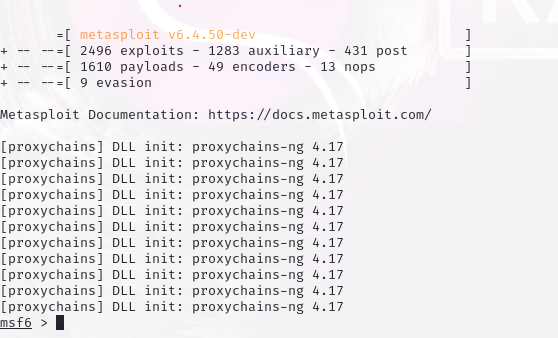 =[ metasploit v6.4.50-dev ]
+ -- --=[ 2496 exploits - 1283 auxiliary - 431 post ]
+ -- --=[ 1610 payloads - 49 encoders - 13 nops ]
+ -- --=[ 9 evasion ]
Metasploit Documentation: https://docs.metasploit.com/
[proxychains] DLL init: proxychains-ng 4.17
[proxychains] DLL init: proxychains-ng 4.17
[proxychains] DLL init: proxychains-ng 4.17
[proxychains] DLL init: proxychains-ng 4.17
[proxychains] DLL init: proxychains-ng 4.17
[proxychains] DLL init: proxychains-ng 4.17
[proxychains] DLL init: proxychains-ng 4.17
[proxychains] DLL init: proxychains-ng 4.17
[proxychains] DLL init: proxychains-ng 4.17
[proxychains] DLL init: proxychains-ng 4.17
[proxychains] DLL init: proxychains-ng 4.17
msf6 >